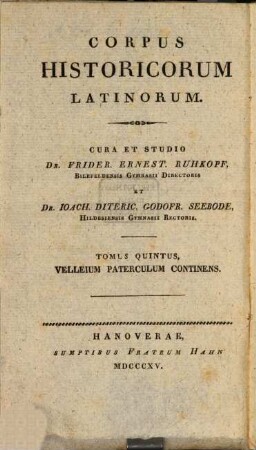 CORPUS
HISTORICORUM
LATINORUM.
CURA ET STUDIO
DR. FRIDER. ERNEST. RUHKOPF,
BILEFELDENSIS GYMNASII DIRECTORIS
ET
DR. IOACH. DITERIC. GODOFR. SEEBODE,
HILDESIENSIS GYMNASII RECTORIS.
TOMUS QUINTUS,
VELLEIUM PATERCULUM CONTINENS.
HANOVERAE,
SUMPTIBUS FRATRUM HAHN
MDCCCXV.